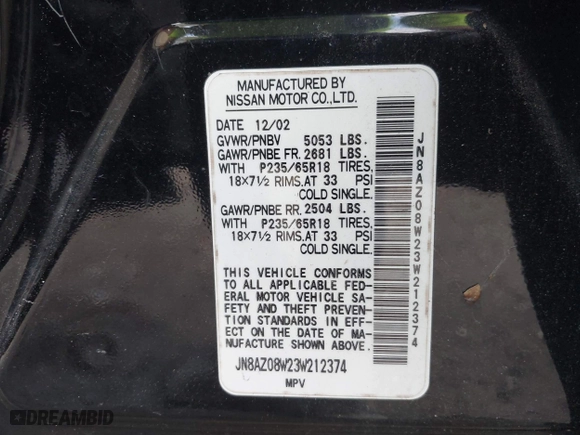 MANUFACTURED BY
NISSAN MOTOR CO.,LTD.
DATE 12/02
GVWR/PNBV 5053 LBS.
GAWR/PNBE FR. 2681 LBS.
WITH P235/65R18 TIRES.
18×7½ RIMS.AT 33 PSI
COLD SINGLE.
GAWR/PNBE RR. 2504 LBS.
WITH P235/65R18 TIRES.
18×7½ RIMS.AT 33 PSI
COLD SINGLE.
THIS VEHICLE CONFORMS
TO ALL APPLICABLE FED-
ERAL MOTOR VEHICLE SA-
FETY AND THEFT PREVEN-
TION STANDARDS IN EFF-
ECT ON THE DATE OF MA-
NUFACTURE SHOWN ABOVE.
JN8AZ08W23W212374
MPV
JN8AZ08W23W212374
DREAMBID